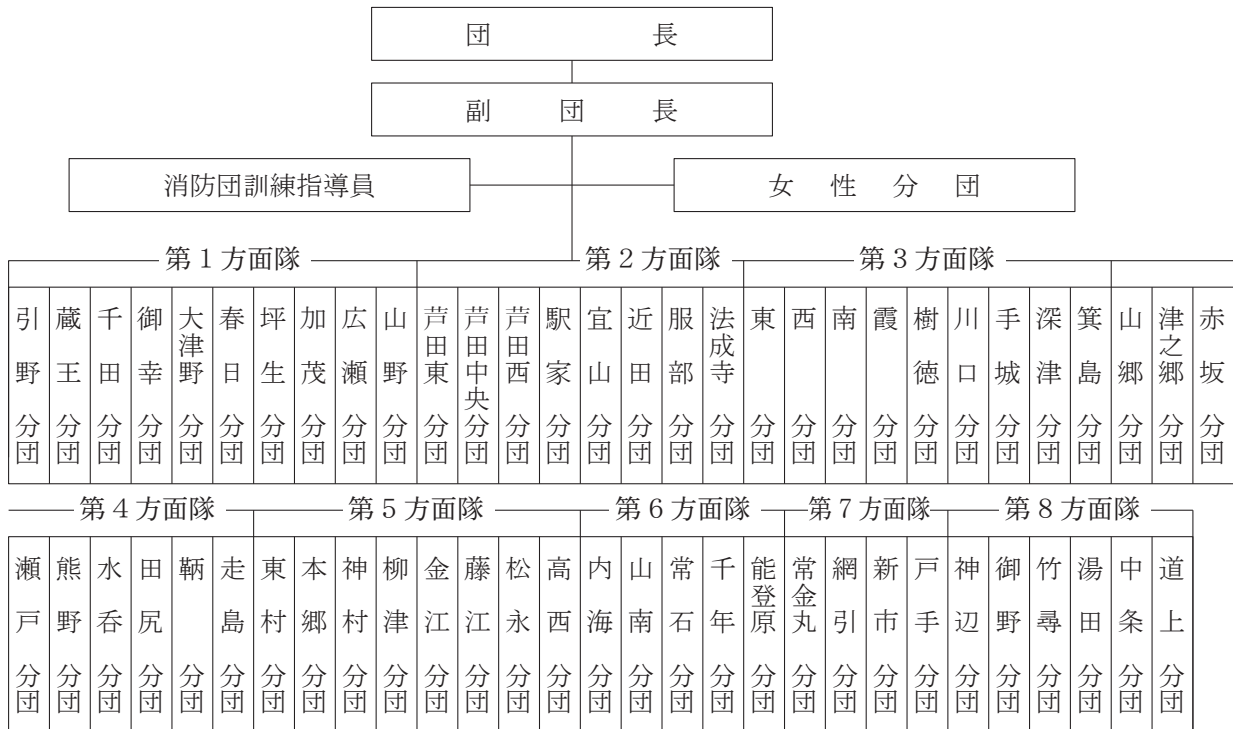 団長
副団長
消防団訓練指導員
女性分団
第1方面隊
第2方面隊
第3方面隊
引野分団
蔵王分団
千田分団
御幸分団
大津野分団
春日分団
坪生分団
加茂分団
広瀬分団
山野分団
芦田東分団
芦田中央分団
芦田西分団
駅家分団
宜山分団
近田分団
服部分団
法成寺分団
東分団
西分団
南分団
霞分団
樹徳分団
川口分団
手城分団
深津分団
箕島分団
山郷分団
津之郷分団
赤坂分団
第4方面隊
第5方面隊
第6方面隊
第7方面隊
第8方面隊
瀬戸分団
熊野分団
水呑分団
田尻分団
鞆分団
走島分団
東村分団
本郷分団
神村分団
柳津分団
金江分団
藤江分団
松永分団
高西分団
内海分団
山南分団
常石分団
千年分団
能登原分団
常金丸分団
網引分団
新市分団
戸手分団
神辺分団
御野分団
竹尋分団
湯田分団
中条分団
道上分団